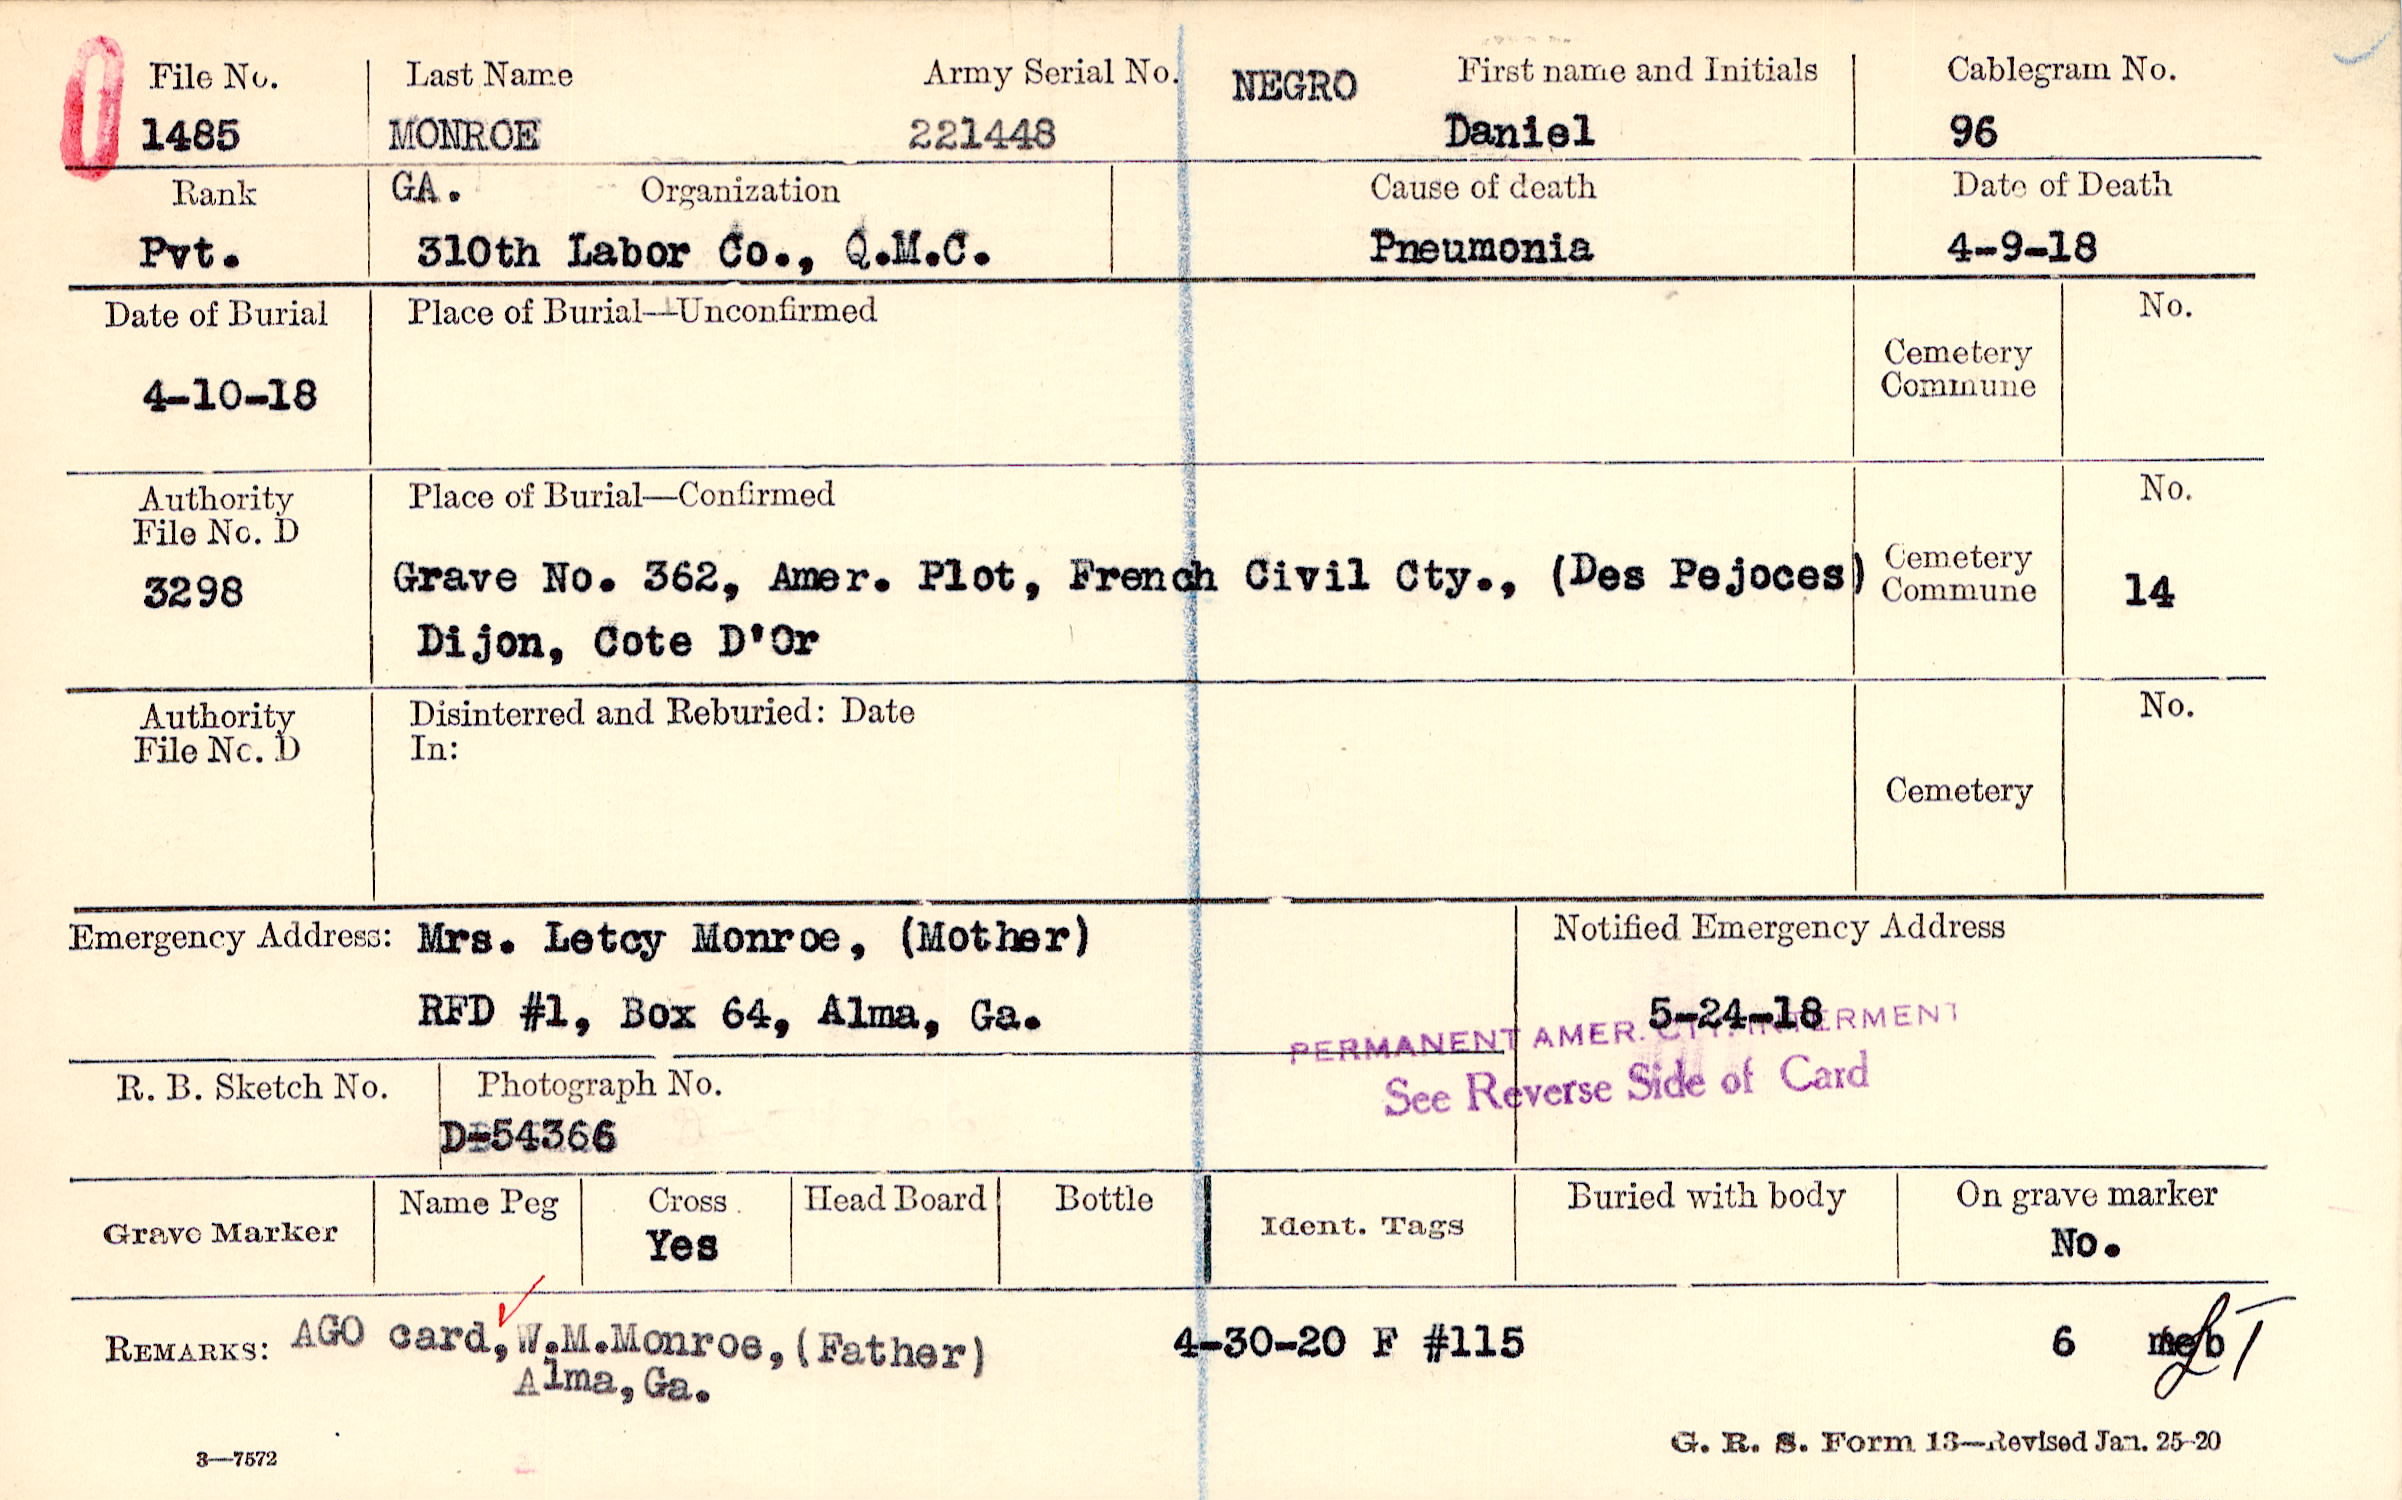 File No. Last Name Army Serial No. NEGRO First name and Initials Cablegram No.
1485 MONROE 221448 Daniel 96
Rank GA. Organization Cause of death Date of Death
Pvt. 310th Labor Co., Q.M.C. Pneumonia 4-9-18
Date of Burial Place of Burial—Unconfirmed No.
Cemetery
Commune
4-10-18
Authority Place of Burial—Confirmed No.
File No. D
3298 Grave No. 362, Amer. Plot, French Civil Cty., (Des Pejoces) Cemetery
Commune 14
Dijon, Cote D'Or
Authority Disinterred and Reburied: Date No.
File No. D In:
Cemetery
Emergency Address: Mrs. Letcy Monroe, (Mother) Notified Emergency Address
RFD #1, Box 64, Alma, Ga. 5-24-18
PERMANENT AMER. CTY. INTERMENT
See Reverse Side of Card
R. B. Sketch No. Photograph No.
D-54366
Grave Marker Name Peg Cross Head Board Bottle Ident. Tags Buried with body On grave marker
Yes No.
REMARKS: AGO card, W.M.Monroe, (Father) 4-30-20 F #115 6
Alma, Ga.
3—7572 G. R. S. Form 13—Revised Jan. 25-20